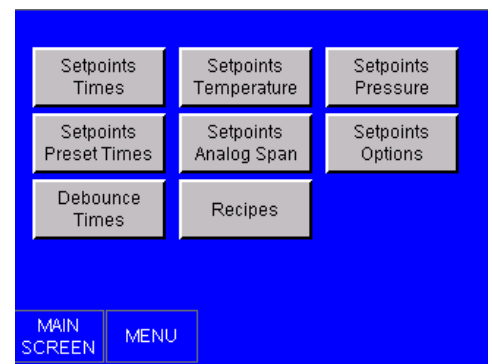 Setpoints
Times
Setpoints
Temperature
Setpoints
Pressure
Setpoints
Preset Times
Setpoints
Analog Span
Setpoints
Options
Debounce
Times
Recipes
MAIN
SCREEN
MENU